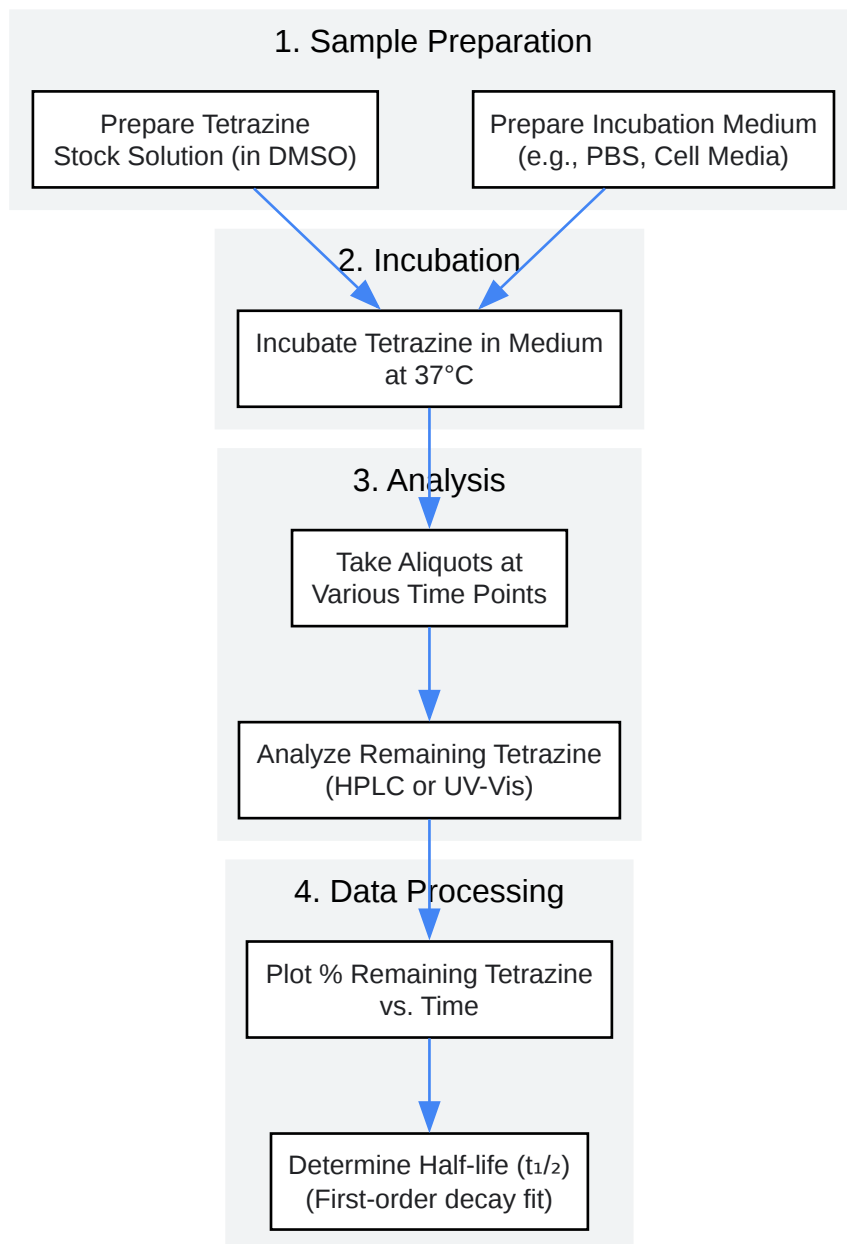 1. Sample Preparation
Prepare Tetrazine
Stock Solution (in DMSO)
Prepare Incubation Medium
(e.g., PBS, Cell Media)
2. Incubation
Incubate Tetrazine in Medium
at 37°C
3. Analysis
Take Aliquots at
Various Time Points
Analyze Remaining Tetrazine
(HPLC or UV-Vis)
4. Data Processing
Plot % Remaining Tetrazine
vs. Time
Determine Half-life (t₁/₂)
(First-order decay fit)